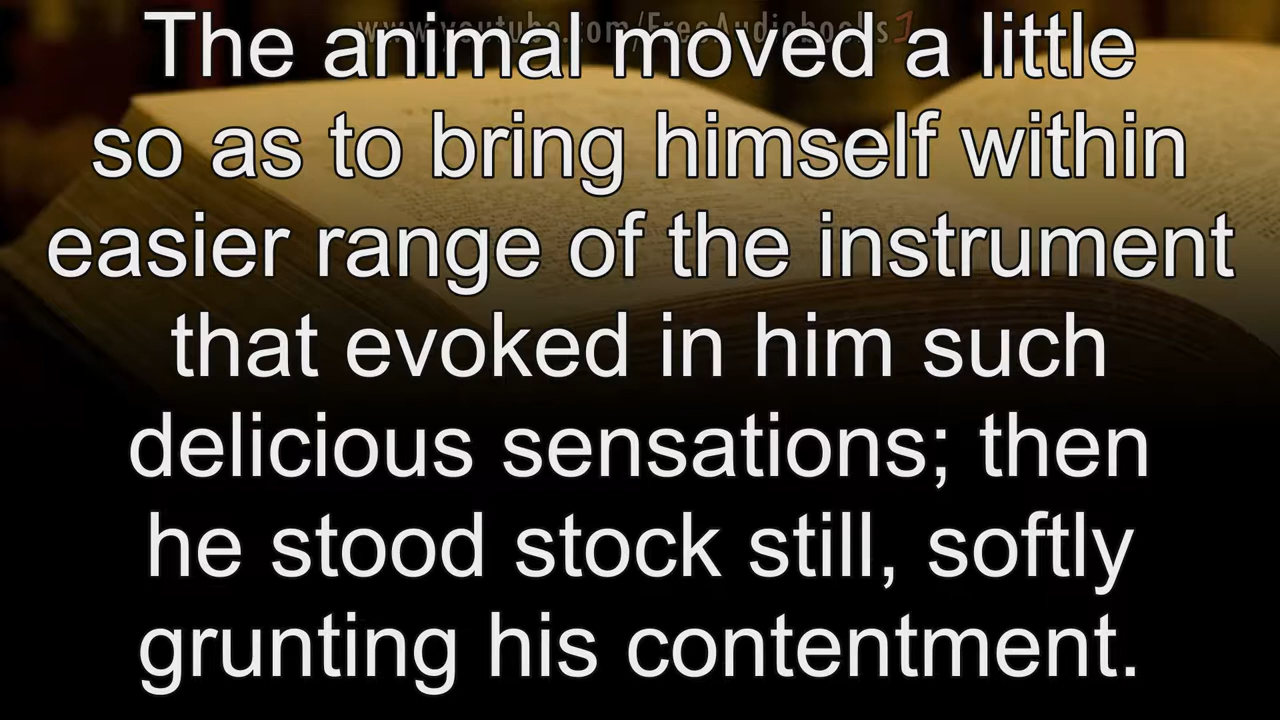 www.youtube.com/FreeAudiobooks1
The animal moved a little
so as to bring himself within
easier range of the instrument
that evoked in him such
delicious sensations; then
he stood stock still, softly
grunting his contentment.